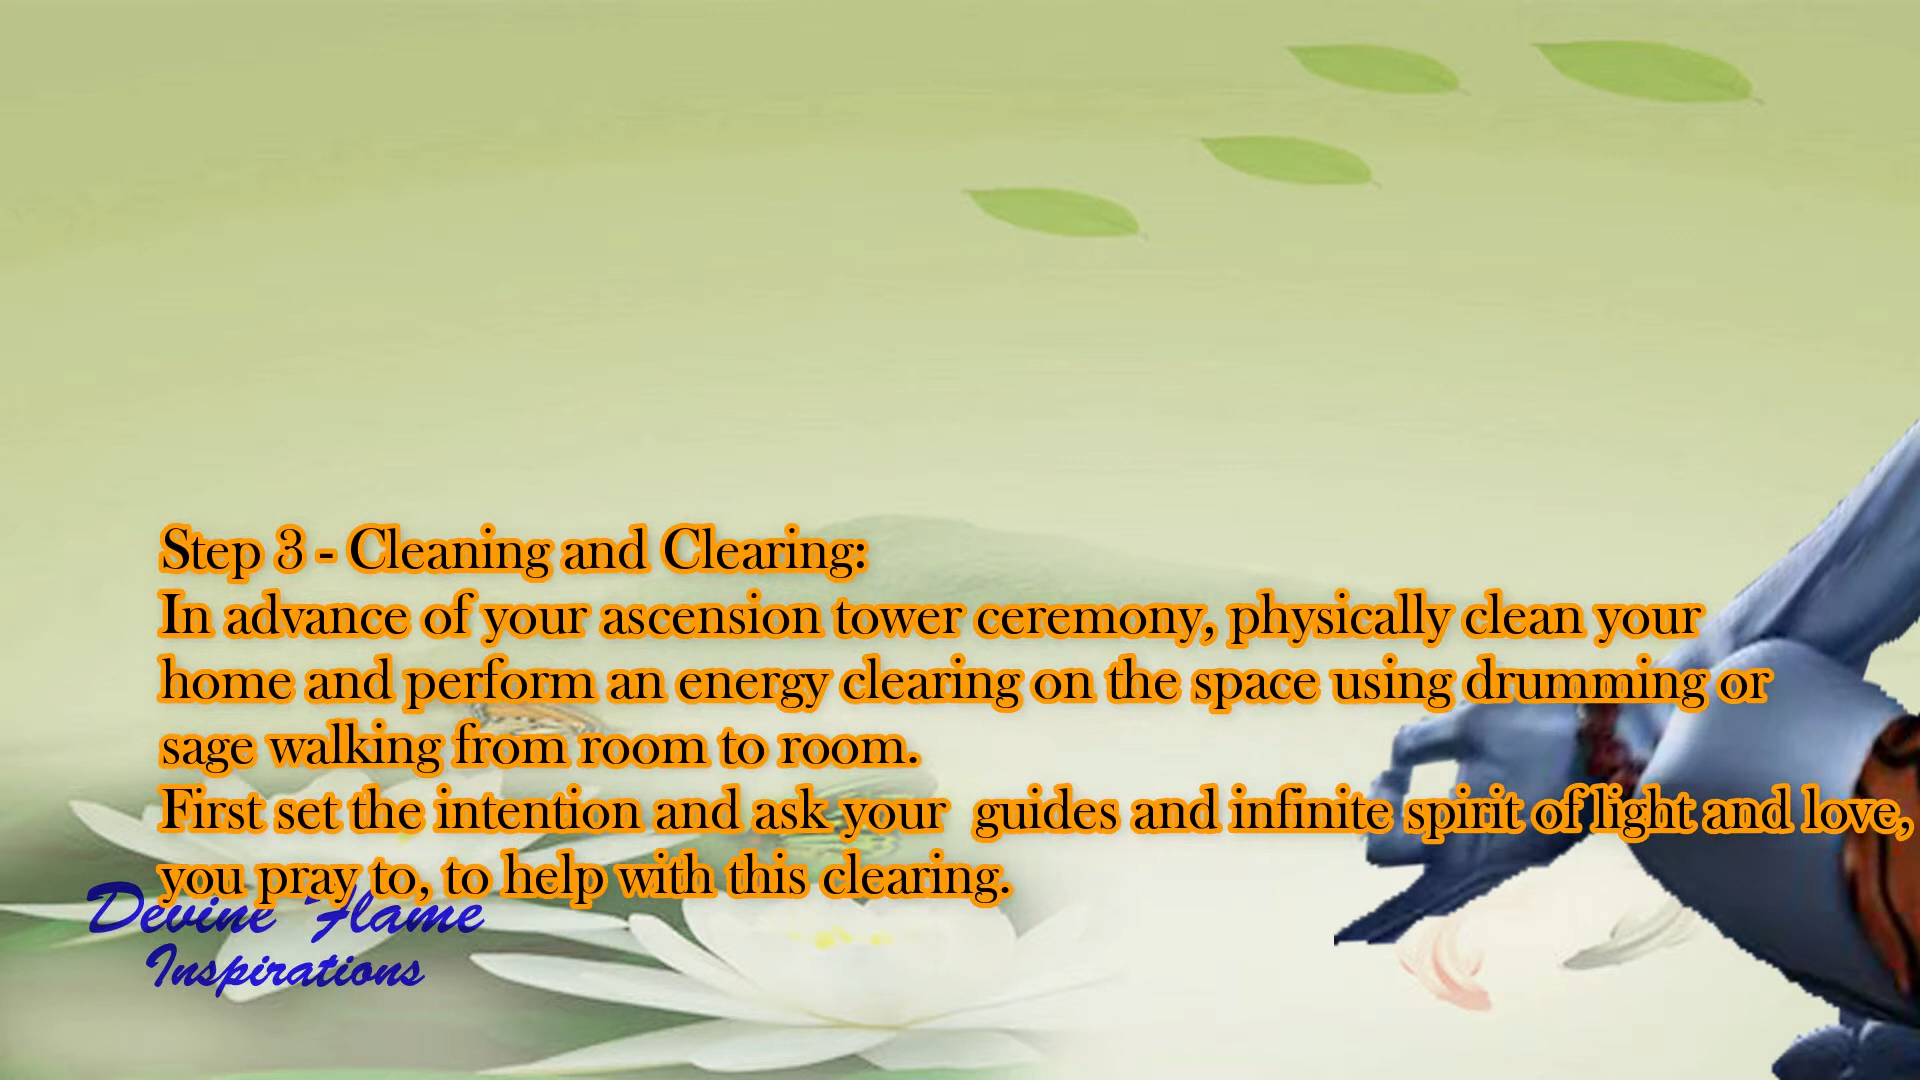 Step 3 - Cleaning and Clearing:
In advance of your ascension tower ceremony, physically clean your
home and perform an energy clearing on the space using drumming or
sage walking from room to room.
First set the intention and ask your  guides and infinite spirit of light and love,
you pray to, to help with this clearing.
Devine Flame
Inspirations